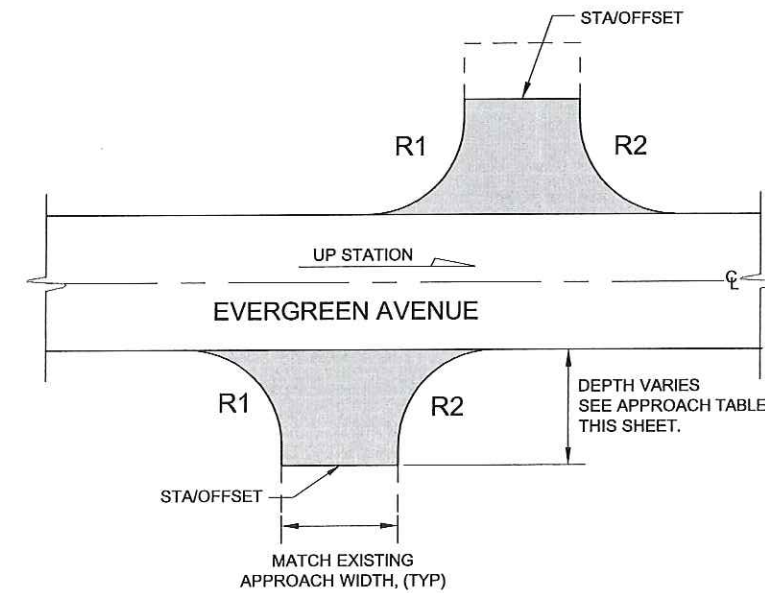 STA/OFFSET
R1
R2
UP STATION
℄
EVERGREEN AVENUE
R1
R2
DEPTH VARIES
SEE APPROACH TABLE
THIS SHEET.
STA/OFFSET
MATCH EXISTING
APPROACH WIDTH, (TYP)